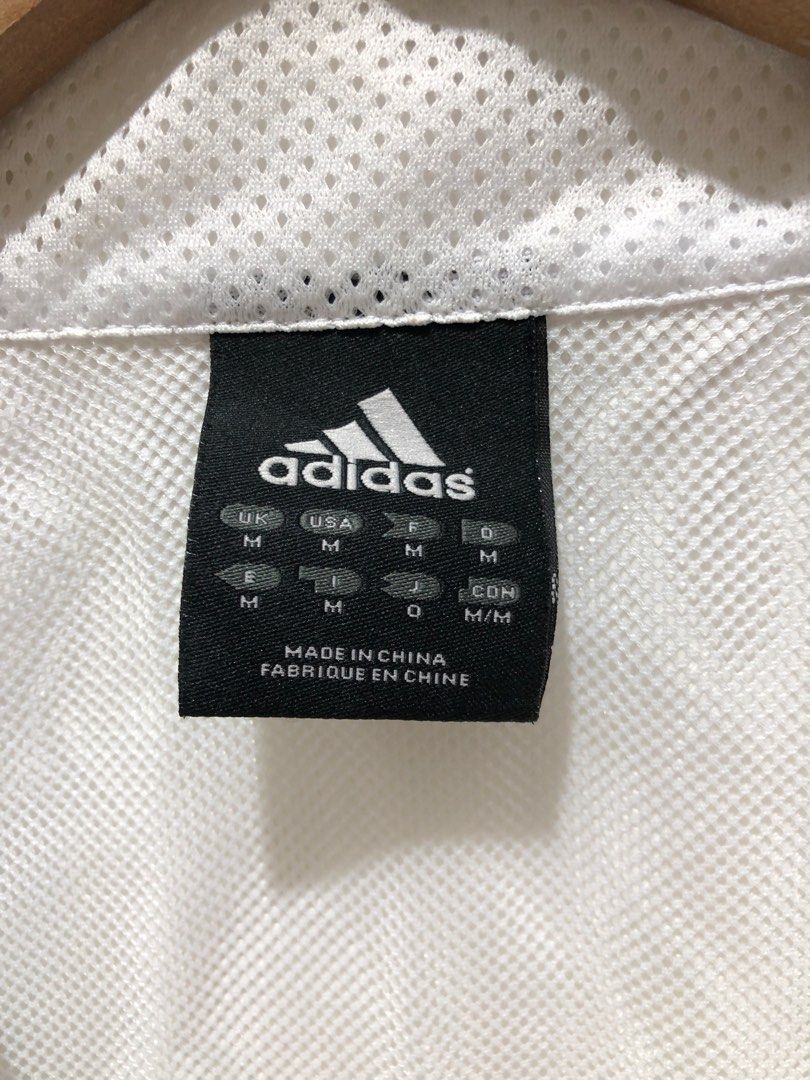 adidas
UK USA F D
M M M M
E I J CDN
M M O M/M
MADE IN CHINA
FABRIQUE EN CHINE